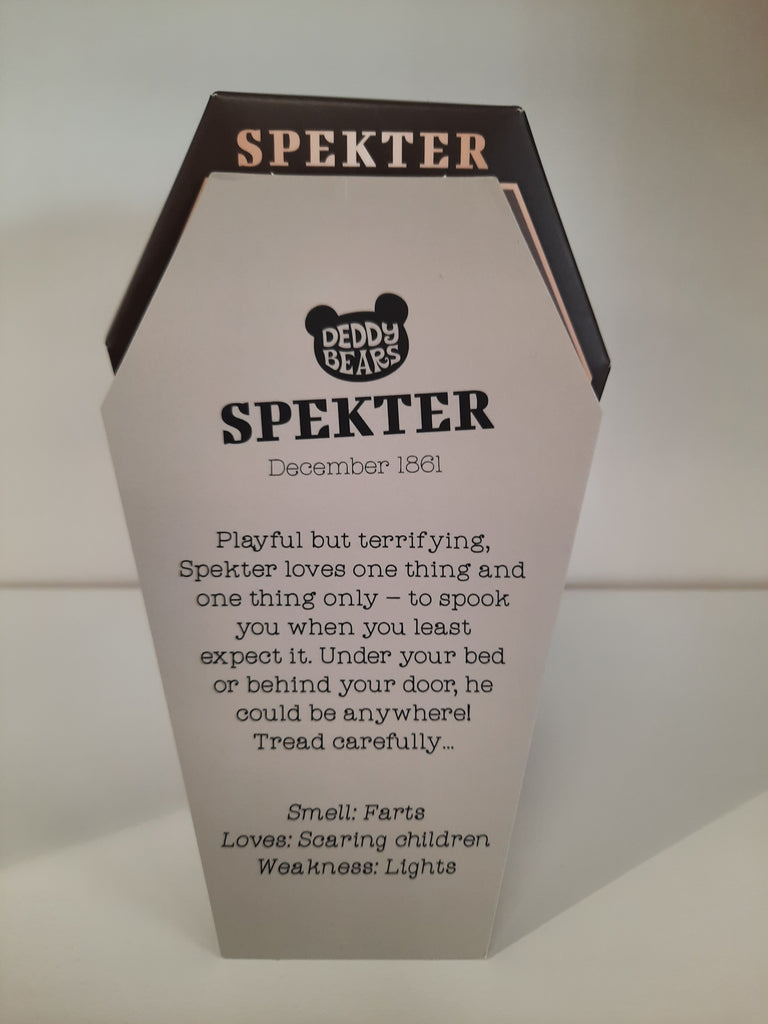 SPEKTER
DEDDY
BEARS
SPEKTER
December 1861
Playful but terrifying,
Spekter loves one thing and
one thing only – to spook
you when you least
expect it. Under your bed
or behind your door, he
could be anywhere!
Tread carefully...
Smell: Farts
Loves: Scaring children
Weakness: Lights